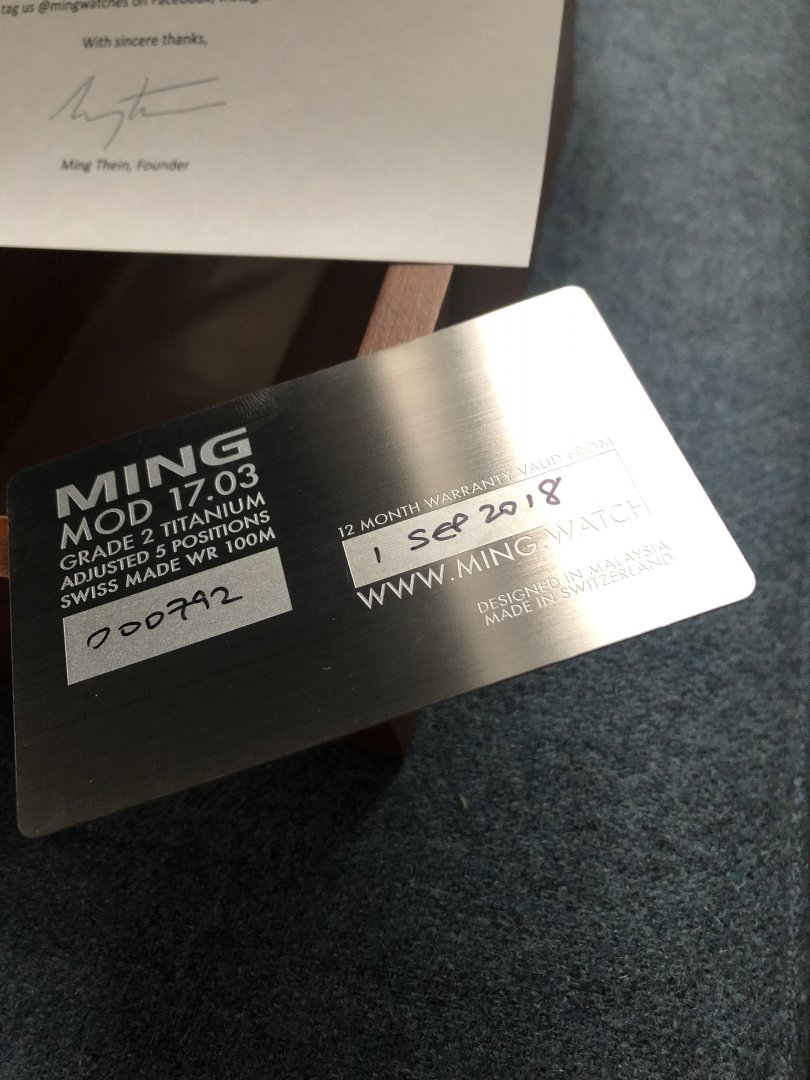 tag us @mingwatches on Facebook,
With sincere thanks,
Ming Thein, Founder
MING
MOD 17.03
GRADE 2 TITANIUM
ADJUSTED 5 POSITIONS
SWISS MADE WR 100M
000792
12 MONTH WARRANTY VALID FROM
1 SEP 2018
WWW.MING.WATCH
DESIGNED IN MALAYSIA
MADE IN SWITZERLAND